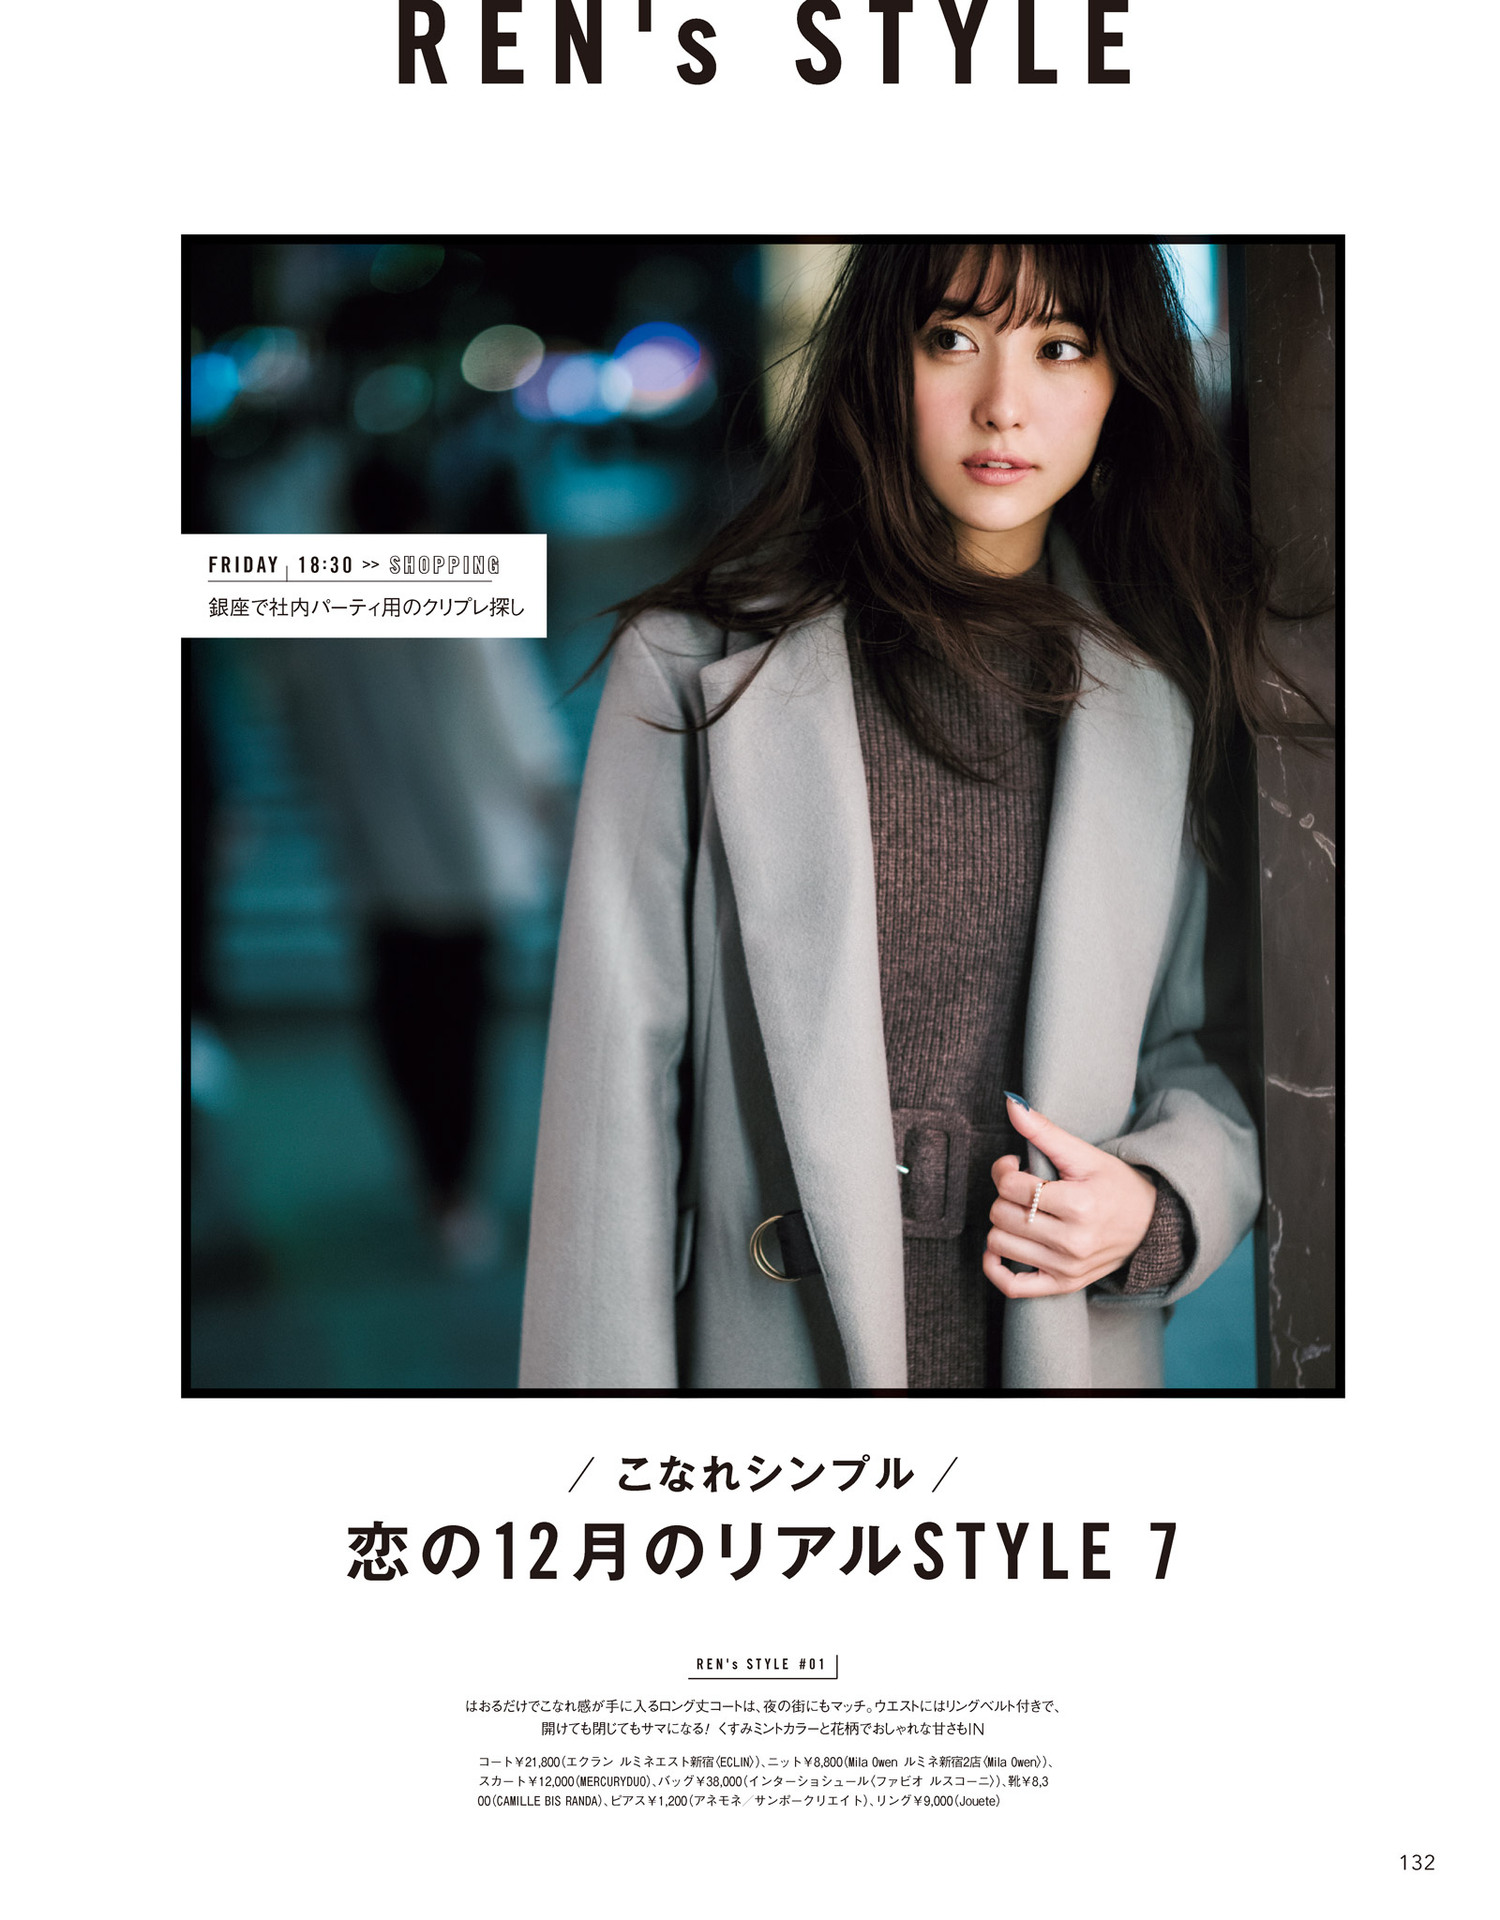 REN's STYLE
FRIDAY 18:30 >> SHOPPING
銀座で社内パーティ用のクリプレ探し
/ こなれシンプル /
恋の12月のリアルSTYLE 7
REN's STYLE #01
はおるだけでこなれ感が手に入るロング丈コートは、夜の街にもマッチ。ウエストにはリングベルト付きで、
開けても閉じてもサマになる! くすみミントカラーと花柄でおしゃれな甘さもIN
コート￥21,800(エクラン ルミネエスト新宿〈ECLIN〉)、ニット￥8,800(Mila Owen ルミネ新宿2店〈Mila Owen〉)、
スカート￥12,000(MERCURYDUO)、バッグ￥38,000(インターショシュール〈ファビオ ルスコーニ〉)、靴￥8,3
00(CAMILLE BIS RANDA)、ピアス￥1,200(アネモネ／サンポークリエイト)、リング￥9,000(Jouete)
132